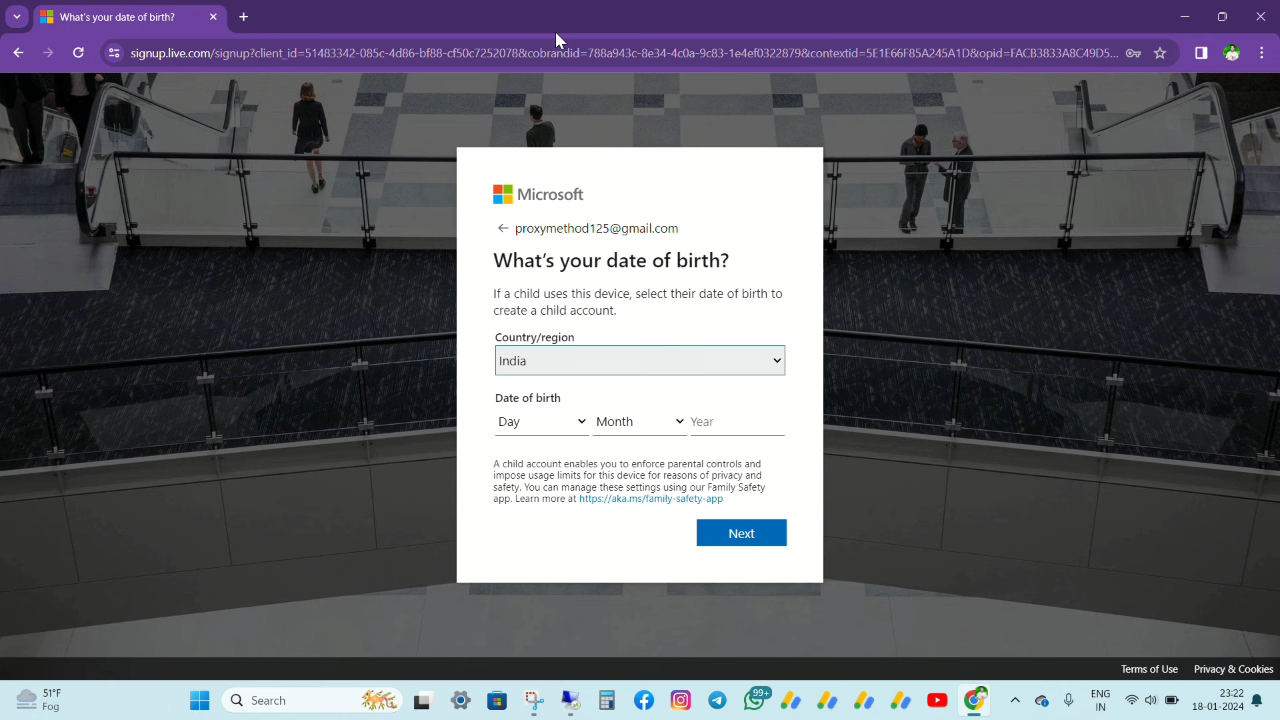 What's your date of birth?
signup.live.com/signup?client_id=51483342-085c-4d86-bf88-cf50c7252078&cobrandid=788a943c-8e34-4c0a-9c83-1e4ef0322879&contextid=5E1E66F85A245A1D&opid=FAC83833A8C49D5...
Microsoft
proxymethod125@gmail.com
What's your date of birth?
If a child uses this device, select their date of birth to
create a child account.
Country/region
India
Date of birth
Day Month Year
A child account enables you to enforce parental controls and
impose usage limits for this device for reasons of privacy and
safety. You can manage these settings using our Family Safety
app. Learn more at https://aka.ms/family-safety-app
Next
Terms of Use Privacy & Cookies
51°F
Fog
Search
99+
ENG
IN
23:22
18-01-2024